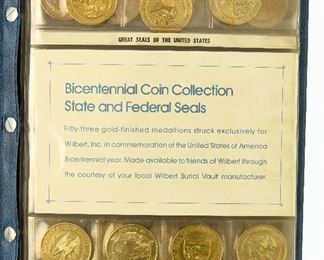 GREAT SEALS OF THE UNITED STATES
Bicentennial Coin Collection
State and Federal Seals
Fifty-three gold-finished medallions struck exclusively for
Wilbert, Inc. in commemoration of the United States of America
Bicentennial year. Made available to friends of Wilbert through
the courtesy of your local Wilbert Burial Vault manufacturer.